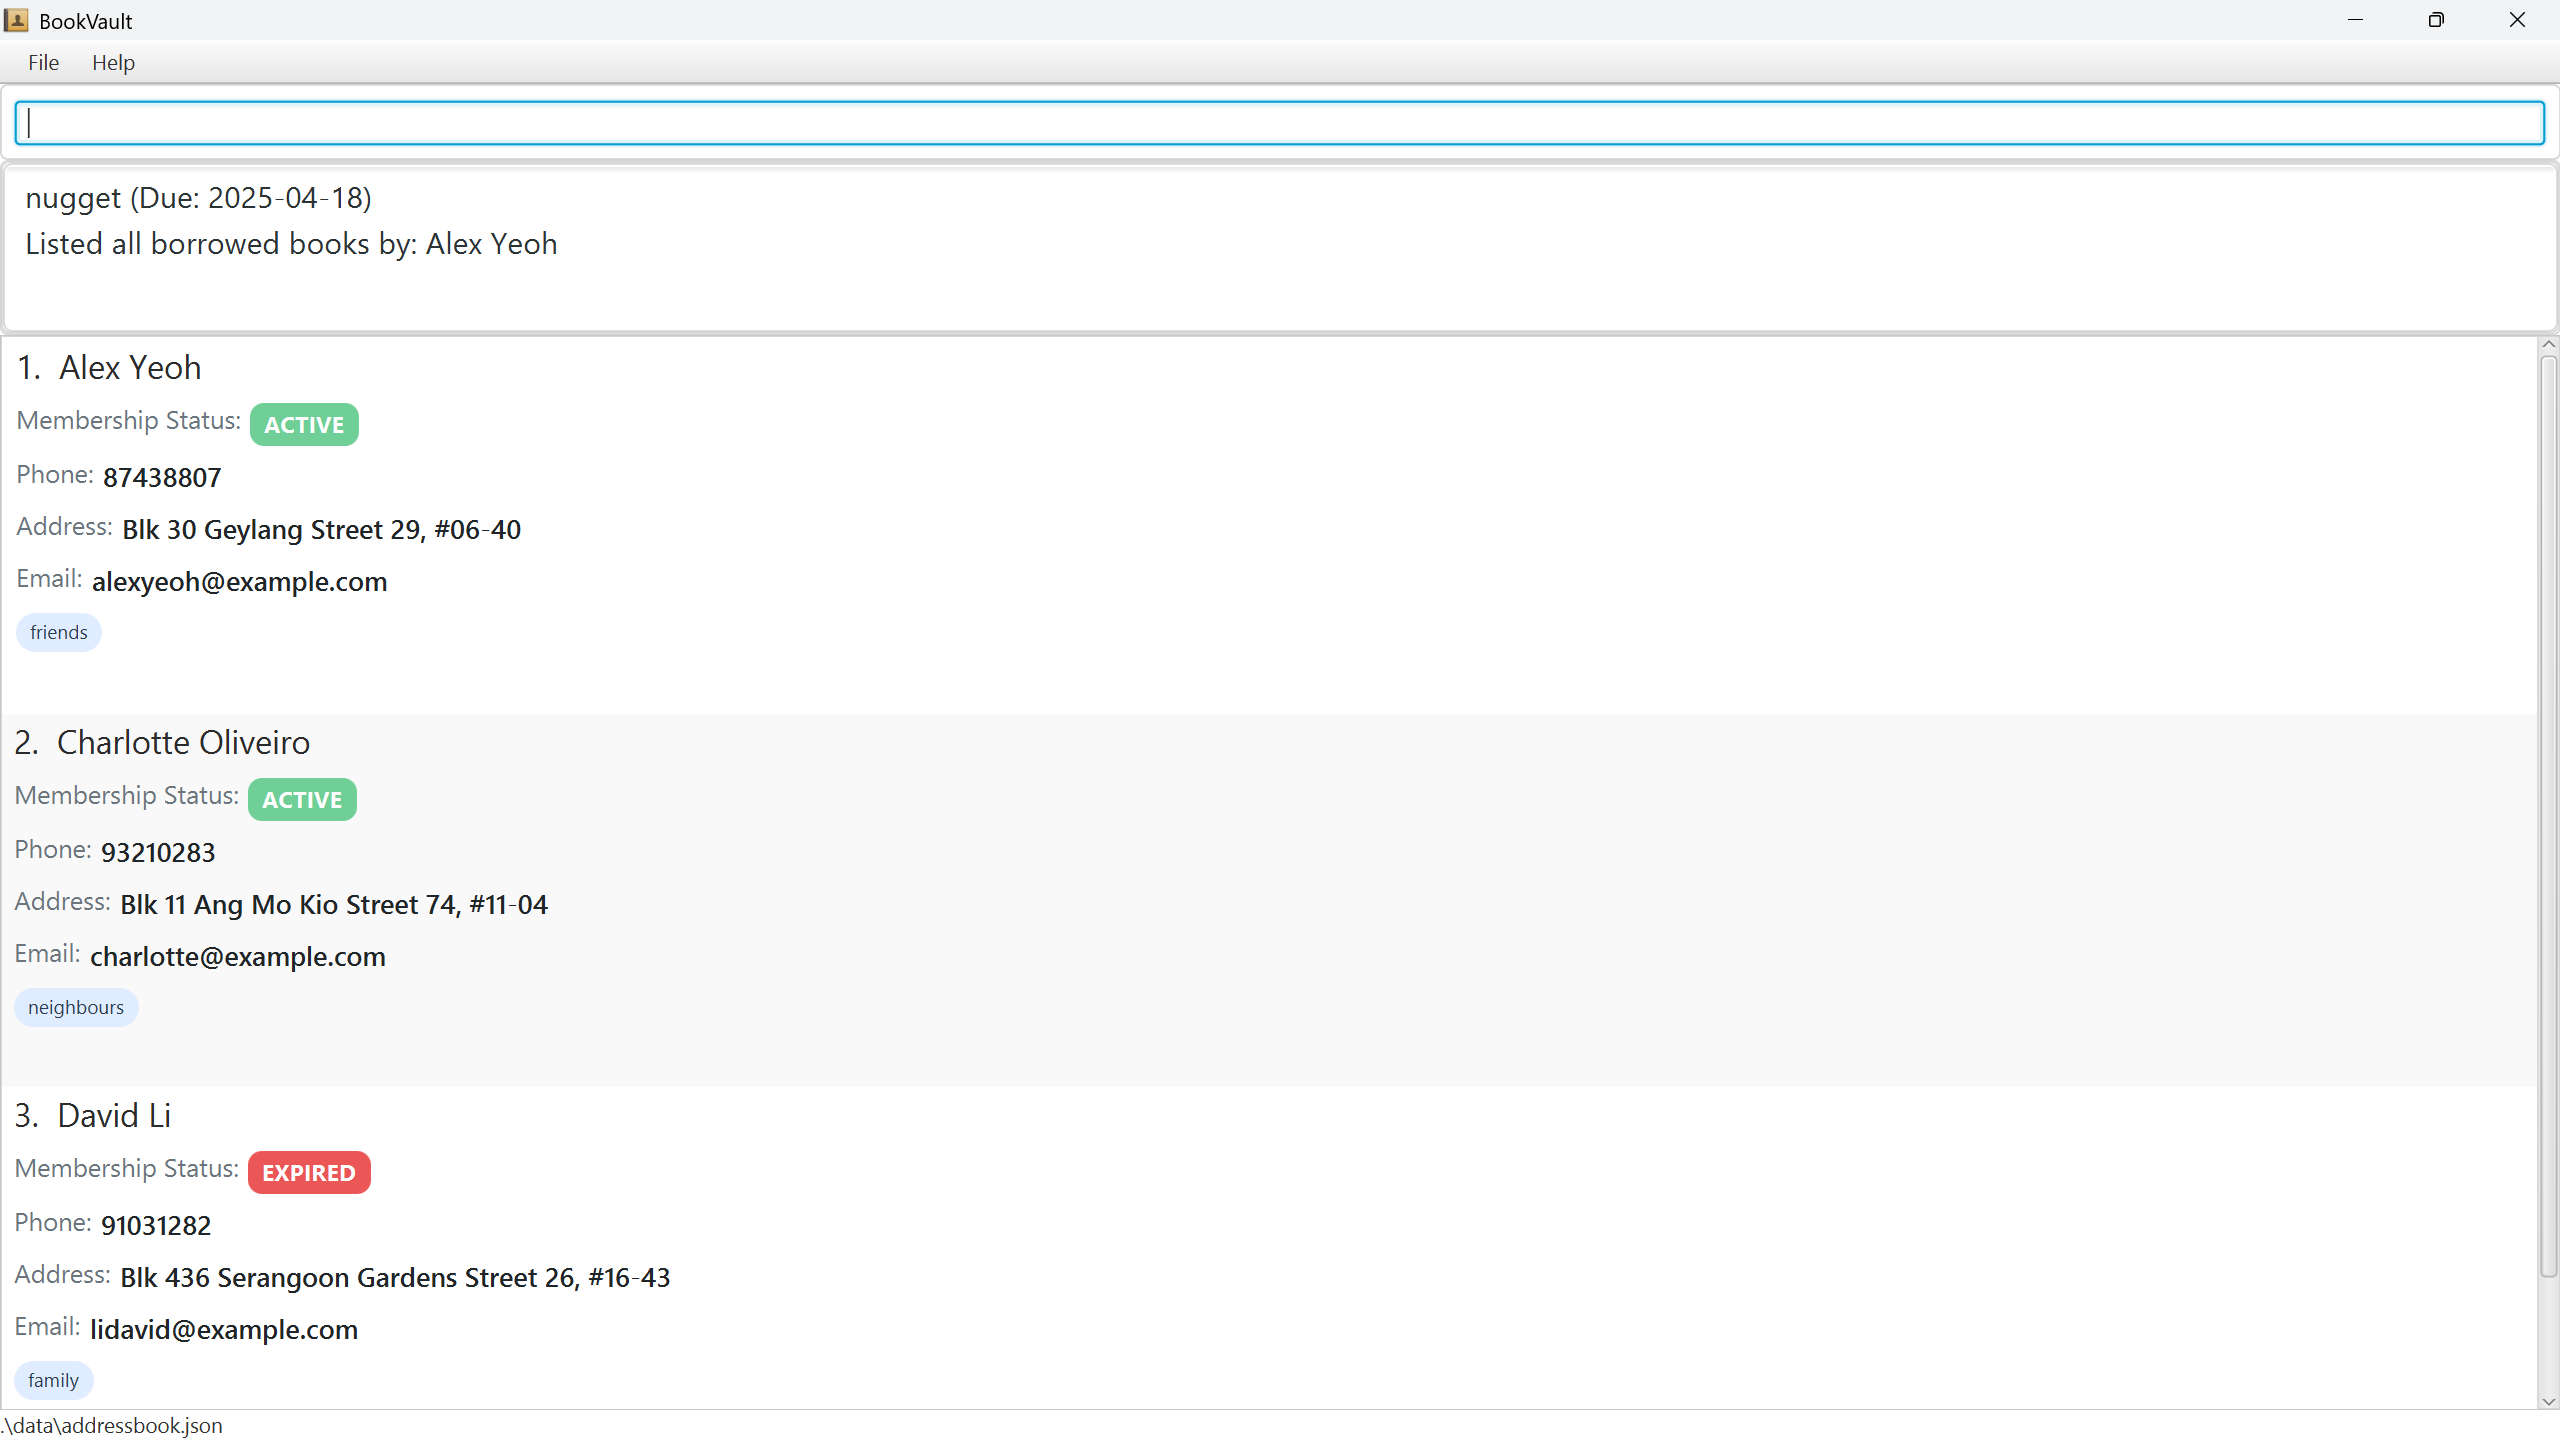 BookVault
File Help
nugget (Due: 2025-04-18)
Listed all borrowed books by: Alex Yeoh
1. Alex Yeoh
Membership Status: ACTIVE
Phone: 87438807
Address: Blk 30 Geylang Street 29, #06-40
Email: alexyeoh@example.com
friends
2. Charlotte Oliveiro
Membership Status: ACTIVE
Phone: 93210283
Address: Blk 11 Ang Mo Kio Street 74, #11-04
Email: charlotte@example.com
neighbours
3. David Li
Membership Status: EXPIRED
Phone: 91031282
Address: Blk 436 Serangoon Gardens Street 26, #16-43
Email: lidavid@example.com
family
.\data\addressbook.json